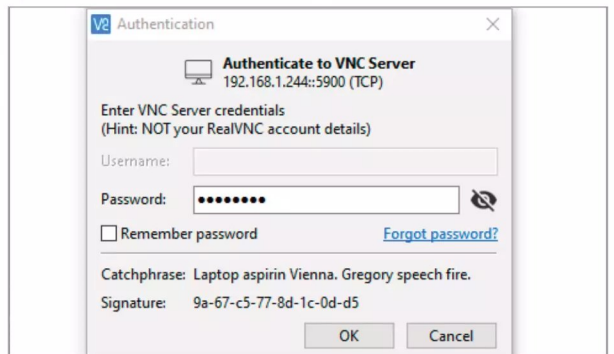 Authentication
Authenticate to VNC Server
192.168.1.244::5900 (TCP)
Enter VNC Server credentials
(Hint: NOT your RealVNC account details)
Username:
Password: ••••••••
Remember password Forgot password?
Catchphrase: Laptop aspirin Vienna. Gregory speech fire.
Signature: 9a-67-c5-77-8d-1c-0d-d5
OK Cancel